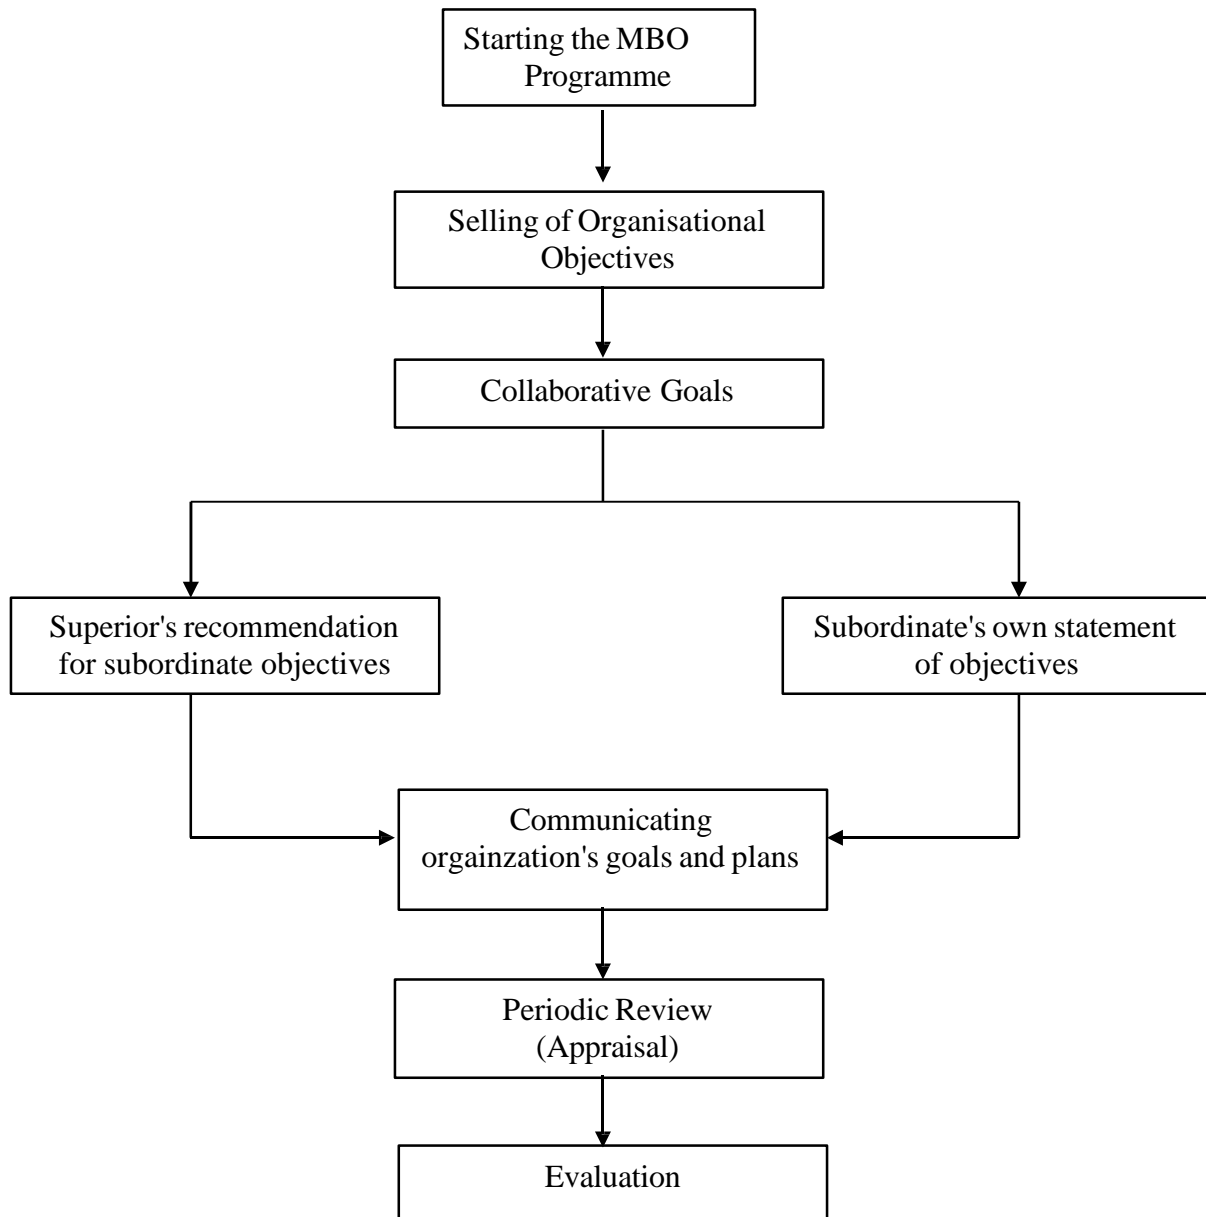 Starting the MBO
Programme
Selling of Organisational
Objectives
Collaborative Goals
Superior's recommendation
for subordinate objectives
Subordinate's own statement
of objectives
Communicating
orgainzation's goals and plans
Periodic Review
(Appraisal)
Evaluation